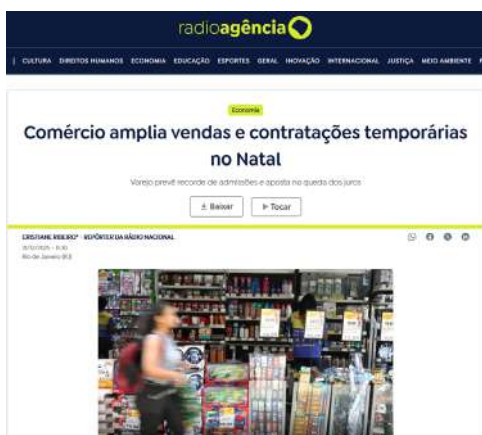 radioagência
| CULTURA DIREITOS HUMANOS ECONOMIA EDUCAÇÃO ESPORTES GERAL INOVAÇÃO INTERNACIONAL JUSTIÇA MEIO AMBIENTE
Economia
Comércio amplia vendas e contratações temporárias
no Natal
Varejo prevê recorde de admissões e aposta na queda dos juros
Baixar Tocar
CRISTIANE RIBEIRO* - REPÓRTER DA RÁDIO NACIONAL
Rio de Janeiro (RJ)